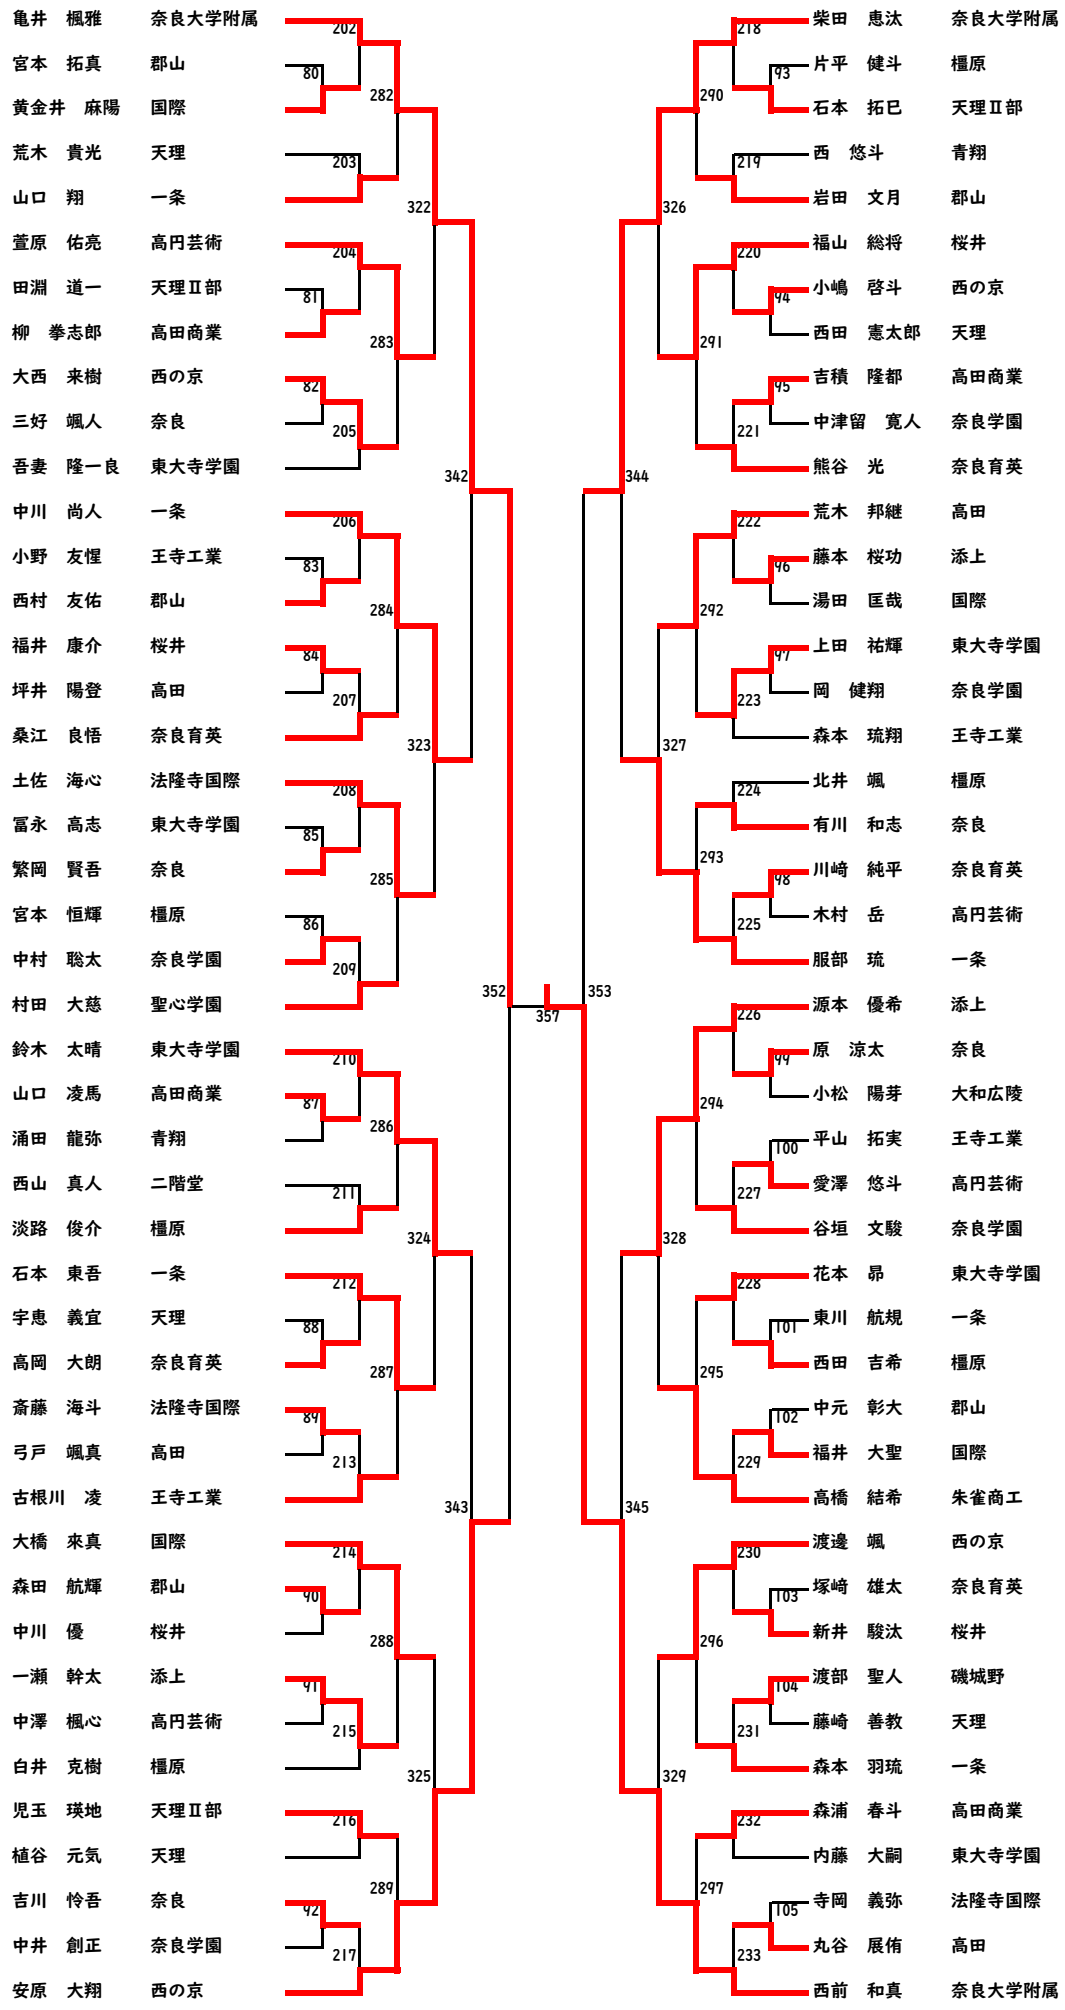 亀井　楓雅　奈良大学附属
宮本　拓真　郡山
黄金井　麻陽　国際
荒木　貴光　天理
山口　翔　一条
萱原　佑亮　高円芸術
田淵　道一　天理Ⅱ部
柳　拳志郎　高田商業
大西　来樹　西の京
三好　颯人　奈良
吾妻　隆一良　東大寺学園
中川　尚人　一条
小野　友惺　王寺工業
西村　友佑　郡山
福井　康介　桜井
坪井　陽登　高田
桑江　良悟　奈良育英
土佐　海心　法隆寺国際
冨永　高志　東大寺学園
繁岡　賢吾　奈良
宮本　恒輝　橿原
中村　聡太　奈良学園
村田　大慈　聖心学園
鈴木　太晴　東大寺学園
山口　凌馬　高田商業
涌田　龍弥　青翔
西山　真人　二階堂
淡路　俊介　橿原
石本　東吾　一条
宇恵　義宜　天理
高岡　大朗　奈良育英
斎藤　海斗　法隆寺国際
弓戸　颯真　高田
古根川　凌　王寺工業
大橋　來真　国際
森田　航輝　郡山
中川　優　桜井
一瀬　幹太　添上
中澤　楓心　高円芸術
白井　克樹　橿原
児玉　瑛地　天理Ⅱ部
植谷　元気　天理
吉川　怜吾　奈良
中井　創正　奈良学園
安原　大翔　西の京
202
80
282
203
322
204
81
283
82
205
342
206
83
284
84
207
323
208
85
285
86
209
352
210
87
286
211
324
212
88
287
89
213
343
214
90
288
91
215
325
216
289
92
217
357
218
93
290
219
326
220
94
291
95
221
344
222
96
292
97
223
327
224
293
98
225
353
226
99
294
100
227
328
228
101
295
102
229
345
230
103
296
104
231
329
232
297
105
233
柴田　恵汰　奈良大学附属
片平　健斗　橿原
石本　拓巳　天理Ⅱ部
西　悠斗　青翔
岩田　文月　郡山
福山　総将　桜井
小嶋　啓斗　西の京
西田　憲太郎　天理
吉積　隆都　高田商業
中津留　寛人　奈良学園
熊谷　光　奈良育英
荒木　邦継　高田
藤本　桜功　添上
湯田　匡哉　国際
上田　祐輝　東大寺学園
岡　健翔　奈良学園
森本　琉翔　王寺工業
北井　颯　橿原
有川　和志　奈良
川﨑　純平　奈良育英
木村　岳　高円芸術
服部　琉　一条
源本　優希　添上
原　涼太　奈良
小松　陽芽　大和広陵
平山　拓実　王寺工業
愛澤　悠斗　高円芸術
谷垣　文駿　奈良学園
花本　昴　東大寺学園
東川　航規　一条
西田　吉希　橿原
中元　彰大　郡山
福井　大聖　国際
高橋　結希　朱雀商工
渡邊　颯　西の京
塚﨑　雄太　奈良育英
新井　駿汰　桜井
渡部　聖人　磯城野
藤崎　善教　天理
森本　羽琉　一条
森浦　春斗　高田商業
内藤　大嗣　東大寺学園
寺岡　義弥　法隆寺国際
丸谷　展侑　高田
西前　和真　奈良大学附属